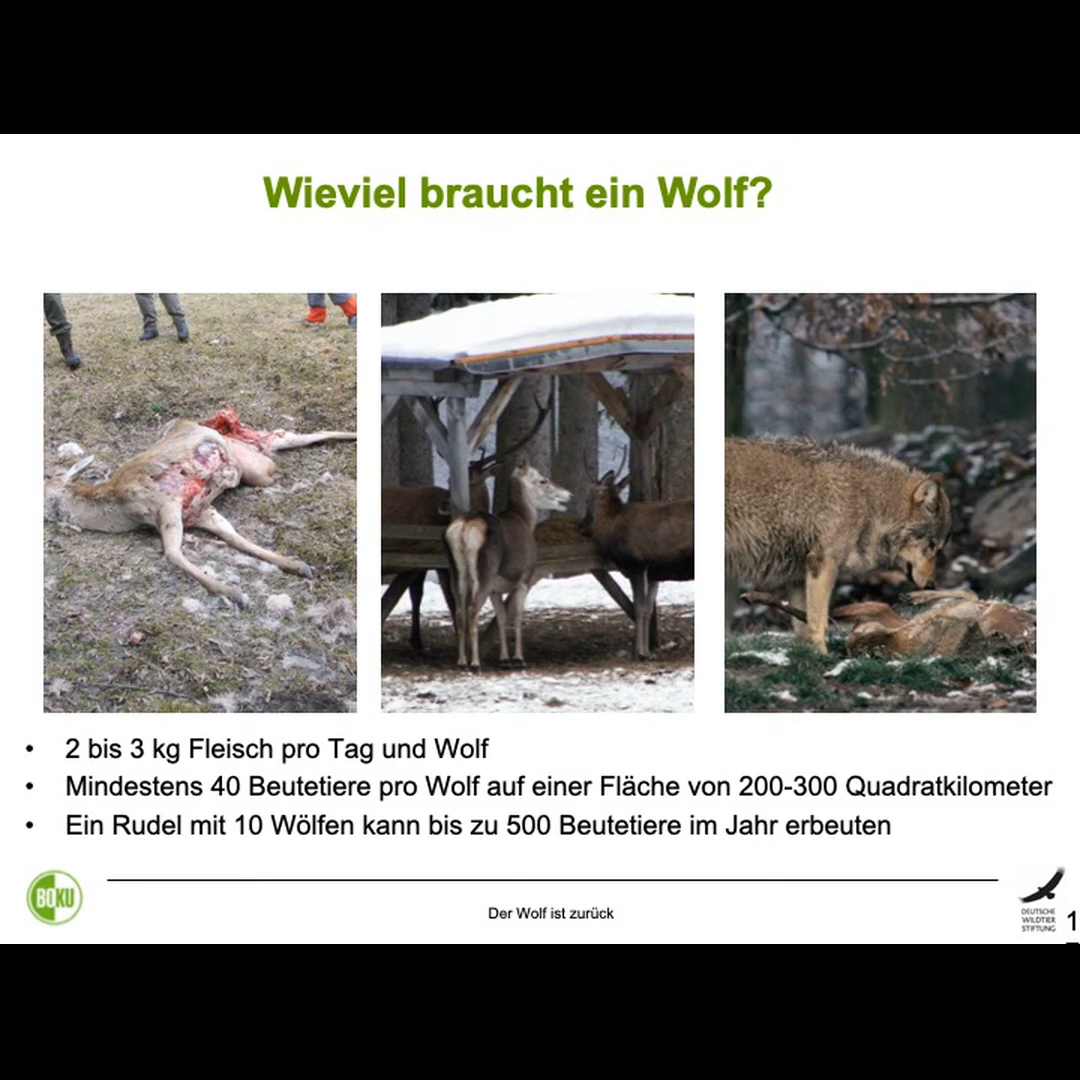 Wieviel braucht ein Wolf?
• 2 bis 3 kg Fleisch pro Tag und Wolf
• Mindestens 40 Beutetiere pro Wolf auf einer Fläche von 200-300 Quadratkilometer
• Ein Rudel mit 10 Wölfen kann bis zu 500 Beutetiere im Jahr erbeuten
BOKU
Der Wolf ist zurück
DEUTSCHE
WILDTIER
STIFTUNG
1